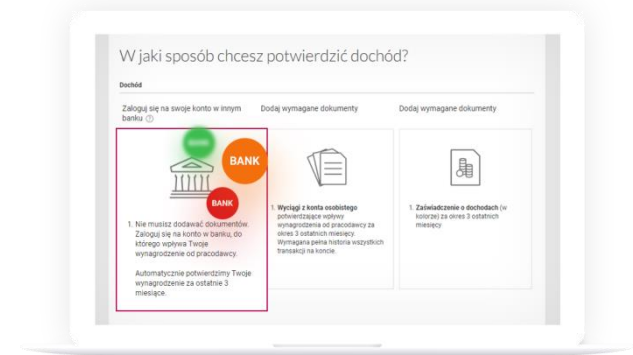 W jaki sposób chcesz potwierdzić dochód?
Dochód
Zaloguj się na swoje konto w innym
banku
BANK
BANK
1. Nie musisz dodawać dokumentów.
Zaloguj się na konto w banku, do
którego wpływa Twoje
wynagrodzenie od pracodawcy.
Automatycznie potwierdzimy Twoje
wynagrodzenie za ostatnie 3
miesiące.
Dodaj wymagane dokumenty
1. Wyciągi z konta osobistego
potwierdzające wpływy
wynagrodzenia od pracodawcy za
okres 3 ostatnich miesięcy.
Wymagana pełna historia wszystkich
transakcji na koncie.
Dodaj wymagane dokumenty
1. Zaświadczenie o dochodach (w
kolorze) za okres 3 ostatnich
miesięcy.